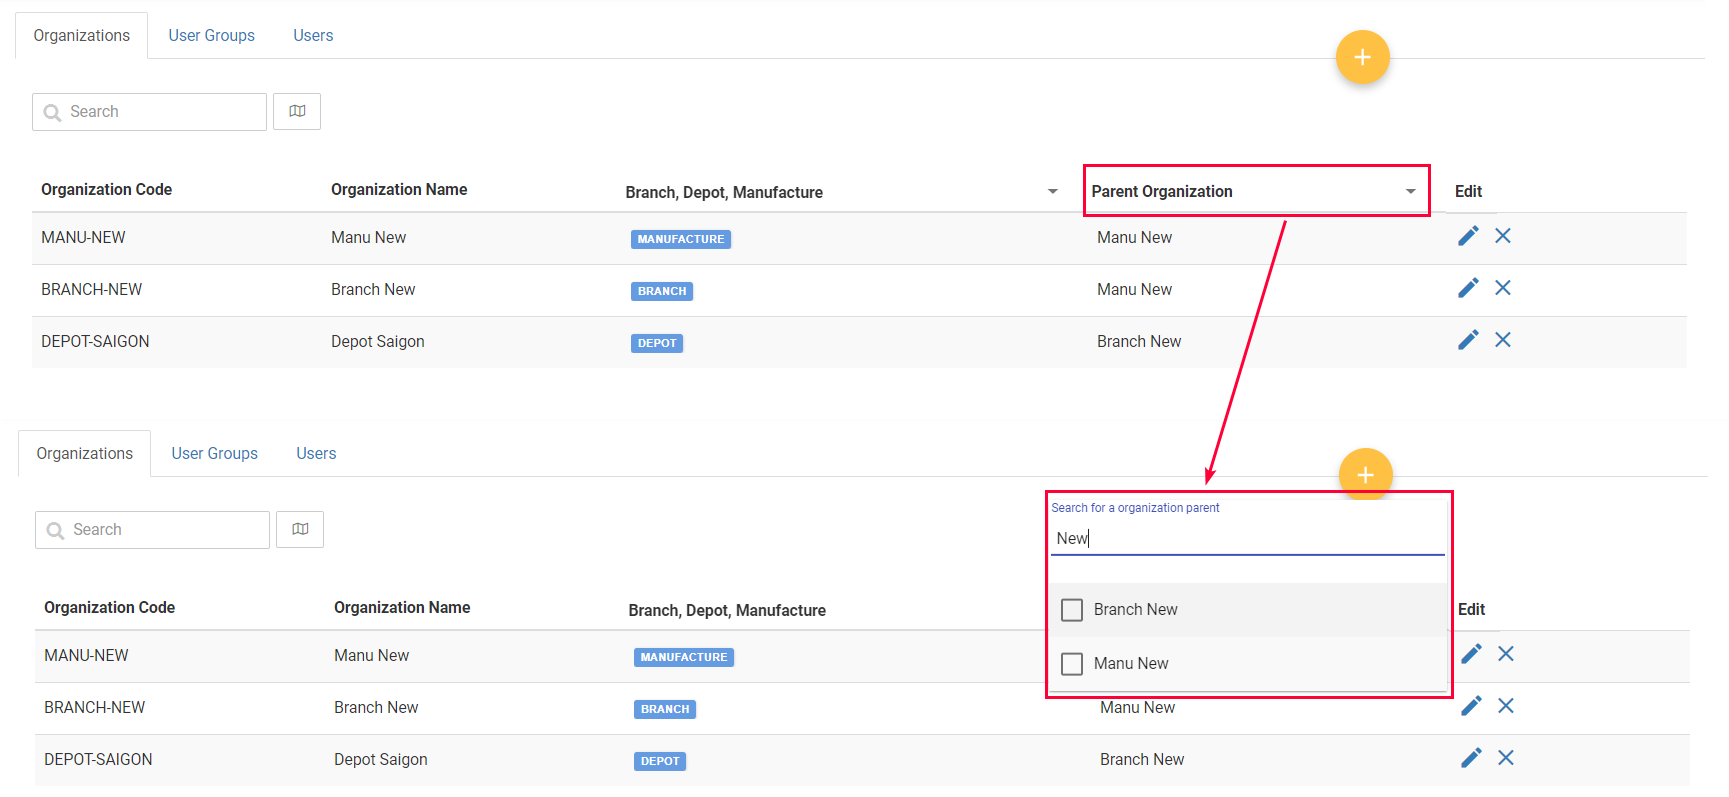 Organizations User Groups Users
+
Search
Organization Code Organization Name Branch, Depot, Manufacture Parent Organization Edit
MANU-NEW Manu New MANUFACTURE Manu New
BRANCH-NEW Branch New BRANCH Manu New
DEPOT-SAIGON Depot Saigon DEPOT Branch New
Organizations User Groups Users
+
Search for a organization parent
Search
New
Organization Code Organization Name Branch, Depot, Manufacture Branch New Edit
MANU-NEW Manu New MANUFACTURE Manu New
BRANCH-NEW Branch New BRANCH Manu New
DEPOT-SAIGON Depot Saigon DEPOT Branch New